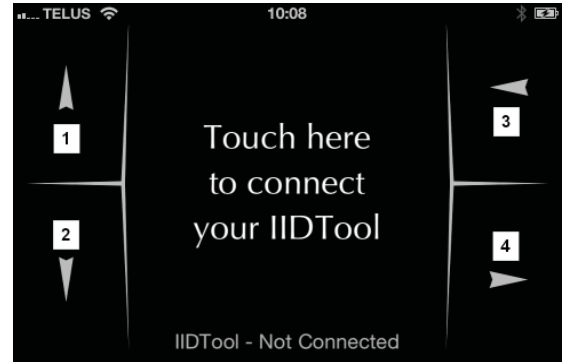 TELUS 10:08
1
3
Touch here
to connect
your IIDTool
2
4
IIDTool - Not Connected